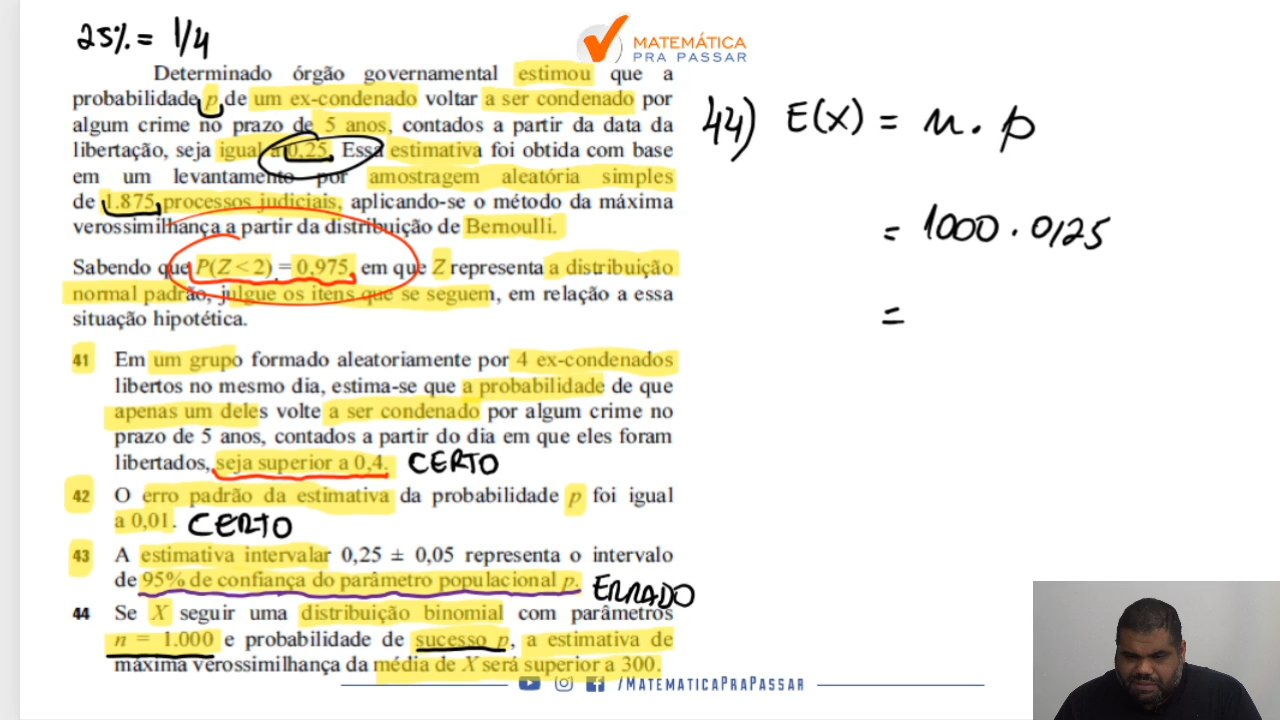 25% = 1/4
MATEMÁTICA
PRA PASSAR
Determinado órgão governamental estimou que a
probabilidade p de um ex-condenado voltar a ser condenado por
algum crime no prazo de 5 anos, contados a partir da data da
libertação, seja igual a 0,25. Essa estimativa foi obtida com base
em um levantamento por amostragem aleatória simples
de 1.875 processos judiciais, aplicando-se o método da máxima
verossimilhança a partir da distribuição de Bernoulli.
Sabendo que P(Z < 2) = 0,975, em que Z representa a distribuição
normal padrão, julgue os itens que se seguem, em relação a essa
situação hipotética.
41 Em um grupo formado aleatoriamente por 4 ex-condenados
libertos no mesmo dia, estima-se que a probabilidade de que
apenas um deles volte a ser condenado por algum crime no
prazo de 5 anos, contados a partir do dia em que eles foram
libertados, seja superior a 0,4. CERTO
42 O erro padrão da estimativa da probabilidade p foi igual
a 0,01. CERTO
43 A estimativa intervalar 0,25 ± 0,05 representa o intervalo
de 95% de confiança do parâmetro populacional p. ERRADO
44 Se X seguir uma distribuição binomial com parâmetros
n = 1.000 e probabilidade de sucesso p, a estimativa de
máxima verossimilhança da média de X será superior a 300.
44) E(X) = n . p
= 1000 . 0,25
=
/MATEMATICAPRAPASSAR